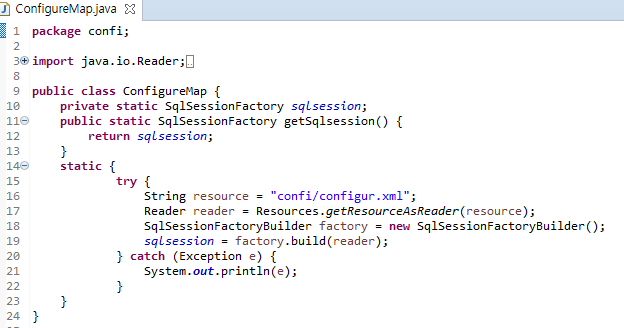 ConfigureMap.java
1 package confi;
2
3 import java.io.Reader;
8
9 public class ConfigureMap {
10     private static SqlSessionFactory sqlsession;
11     public static SqlSessionFactory getSqlsession() {
12         return sqlsession;
13     }
14     static {
15             try {
16                 String resource = "confi/configur.xml";
17                 Reader reader = Resources.getResourceAsReader(resource);
18                 SqlSessionFactoryBuilder factory = new SqlSessionFactoryBuilder();
19                 sqlsession = factory.build(reader);
20             } catch (Exception e) {
21                 System.out.println(e);
22             }
23     }
24 }